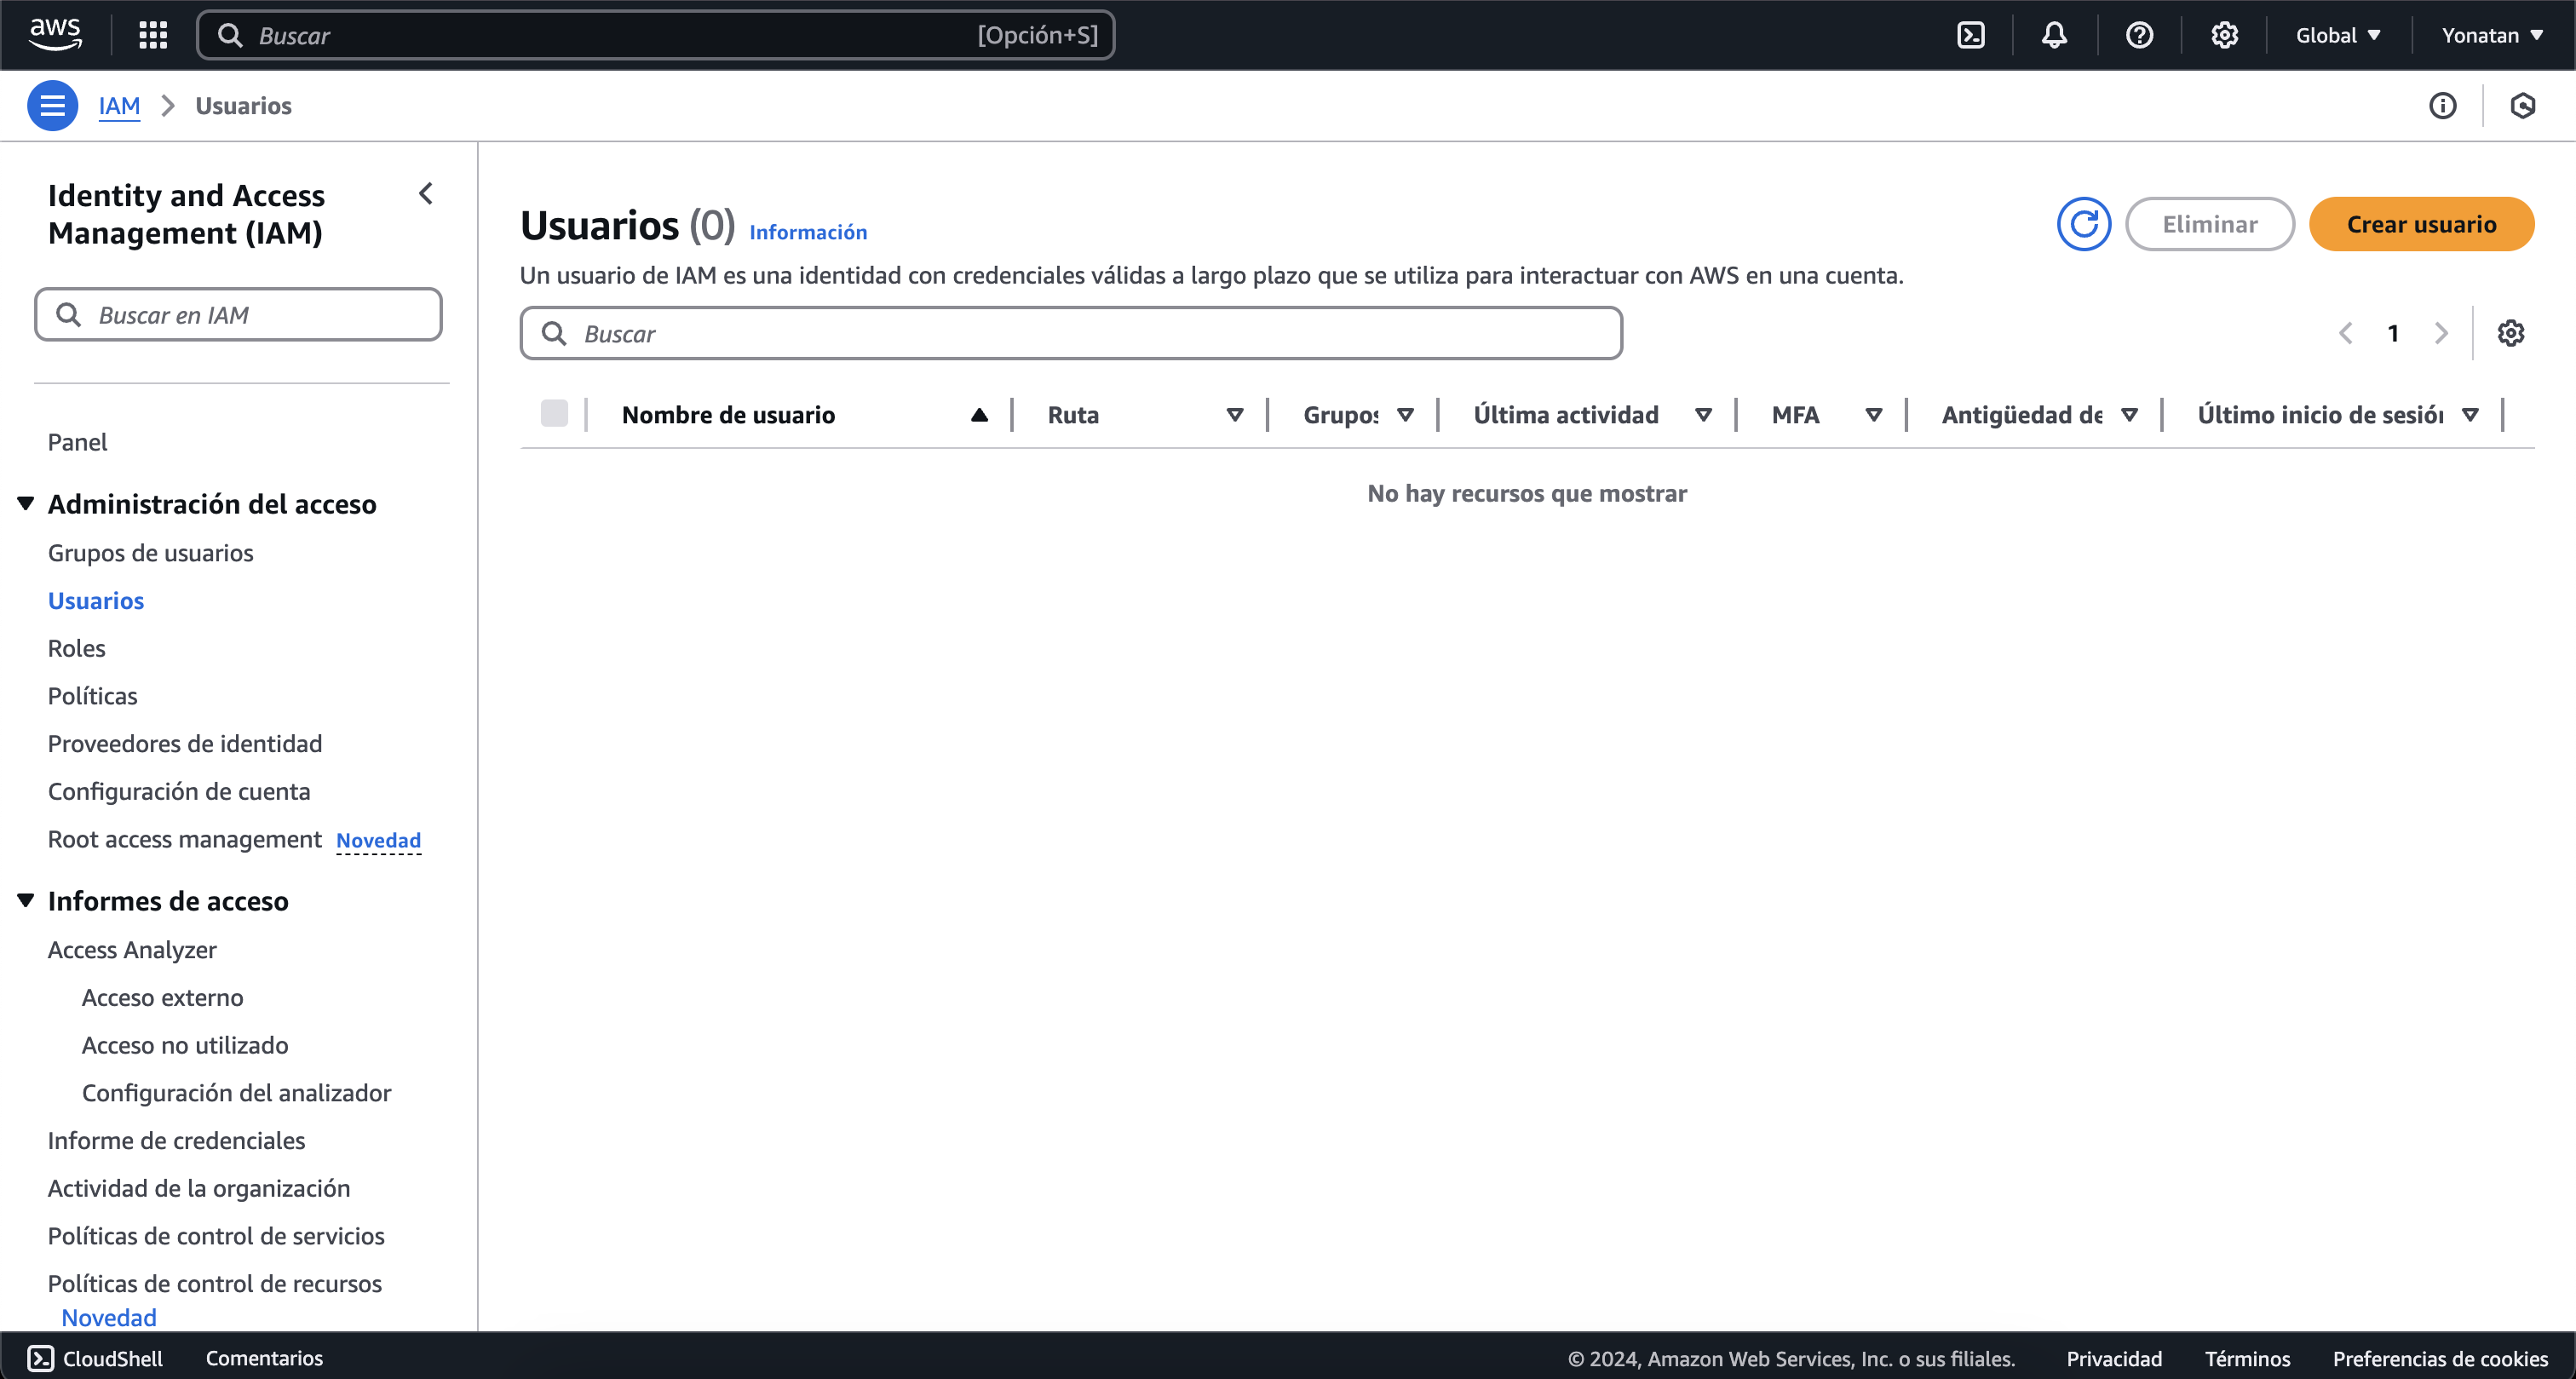 aws
Buscar [Opción+S] Global Yonatan
IAM Usuarios
Identity and Access
Management (IAM)
Buscar en IAM
Panel
Administración del acceso
Grupos de usuarios
Usuarios
Roles
Políticas
Proveedores de identidad
Configuración de cuenta
Root access management Novedad
Informes de acceso
Access Analyzer
Acceso externo
Acceso no utilizado
Configuración del analizador
Informe de credenciales
Actividad de la organización
Políticas de control de servicios
Políticas de control de recursos
Novedad
Usuarios (0) Información
Eliminar Crear usuario
Un usuario de IAM es una identidad con credenciales válidas a largo plazo que se utiliza para interactuar con AWS en una cuenta.
Buscar 1
Nombre de usuario Ruta Grupos Última actividad MFA Antigüedad de Último inicio de sesión
No hay recursos que mostrar
CloudShell Comentarios © 2024, Amazon Web Services, Inc. o sus filiales. Privacidad Términos Preferencias de cookies